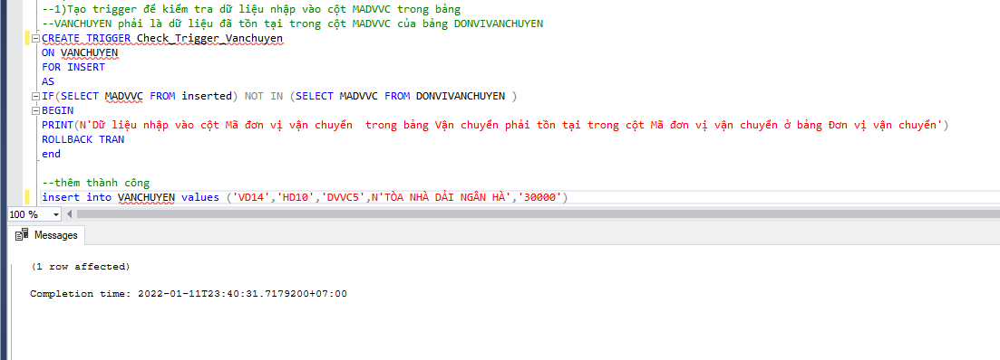 --1)Tạo trigger để kiểm tra dữ liệu nhập vào cột MADVVC trong bảng
--VANCHUYEN phải là dữ liệu đã tồn tại trong cột MADVVC của bảng DONVIVANCHUYEN
CREATE TRIGGER Check_Trigger_Vanchuyen
ON VANCHUYEN
FOR INSERT
AS
IF(SELECT MADVVC FROM inserted) NOT IN (SELECT MADVVC FROM DONVIVANCHUYEN )
BEGIN
PRINT(N'Dữ liệu nhập vào cột Mã đơn vị vận chuyển  trong bảng Vận chuyển phải tồn tại trong cột Mã đơn vị vận chuyển ở bảng Đơn vị vận chuyển')
ROLLBACK TRAN
end
--thêm thành công
insert into VANCHUYEN values ('VD14','HD10','DVVC5',N'TÒA NHÀ DẢI NGÂN HÀ','30000')
100 %
Messages
(1 row affected)
Completion time: 2022-01-11T23:40:31.7179200+07:00